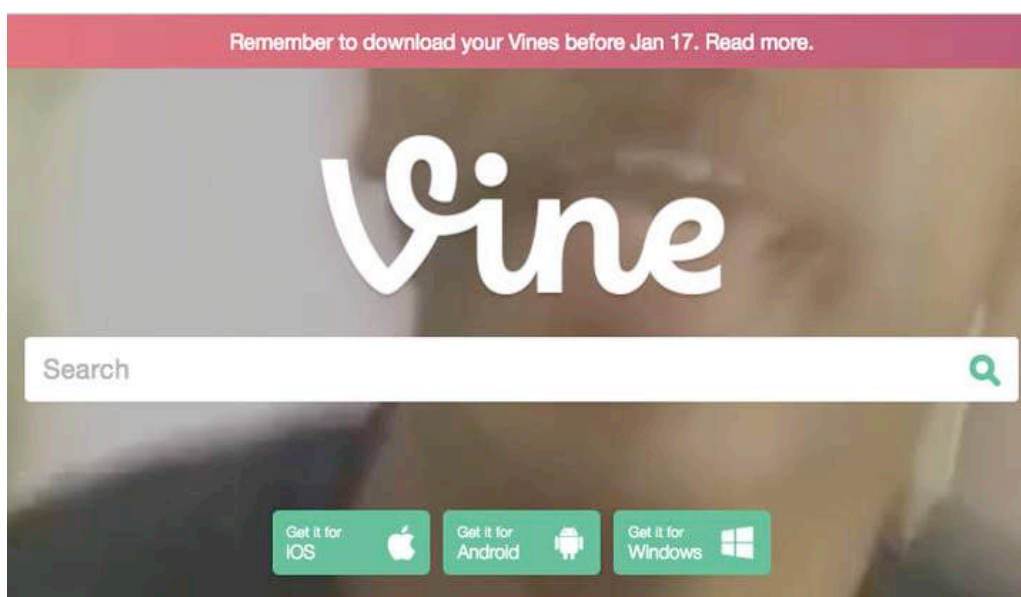 Remember to download your Vines before Jan 17. Read more.
Vine
Search
Get it for
iOS
Get it for
Android
Get it for
Windows